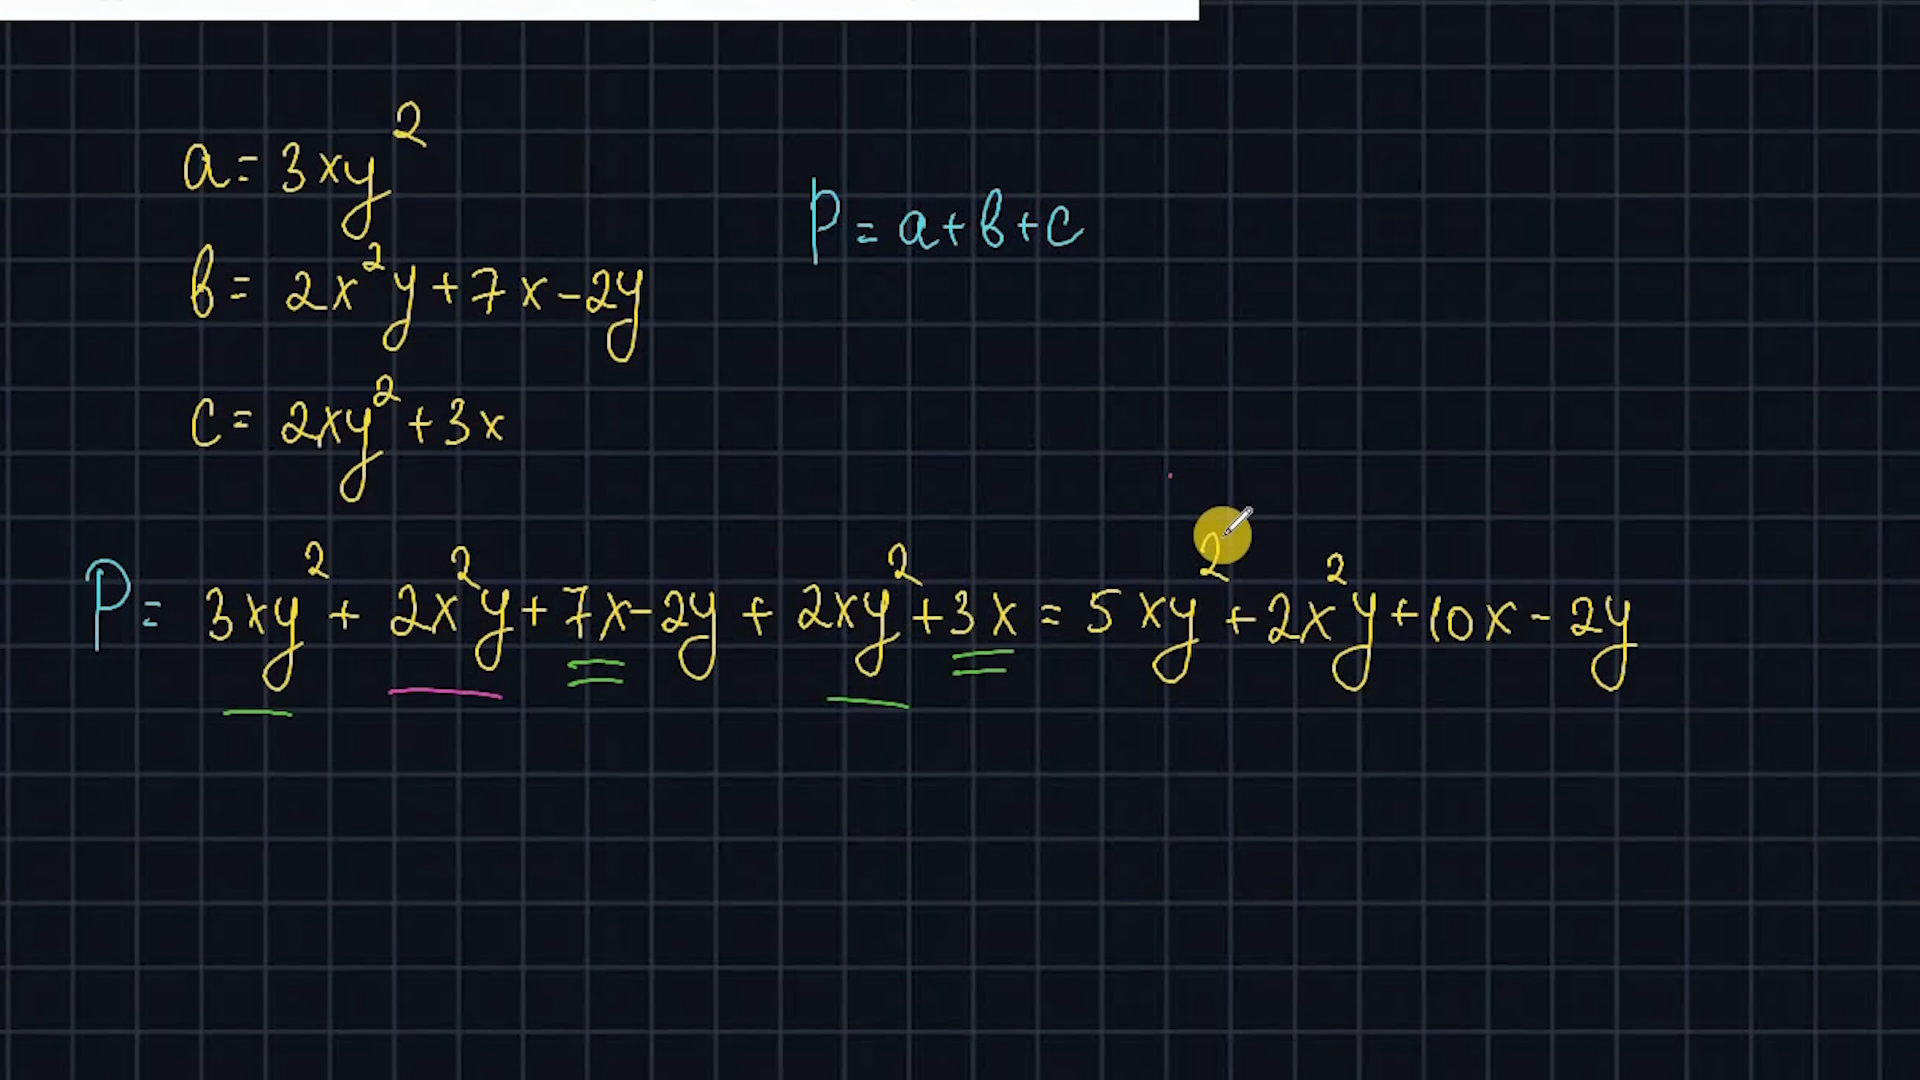 a = 3xy²
P = a + b + c
b = 2x²y + 7x - 2y
c = 2xy² + 3x
P = 3xy² + 2x²y + 7x - 2y + 2xy² + 3x = 5xy² + 2x²y + 10x - 2y